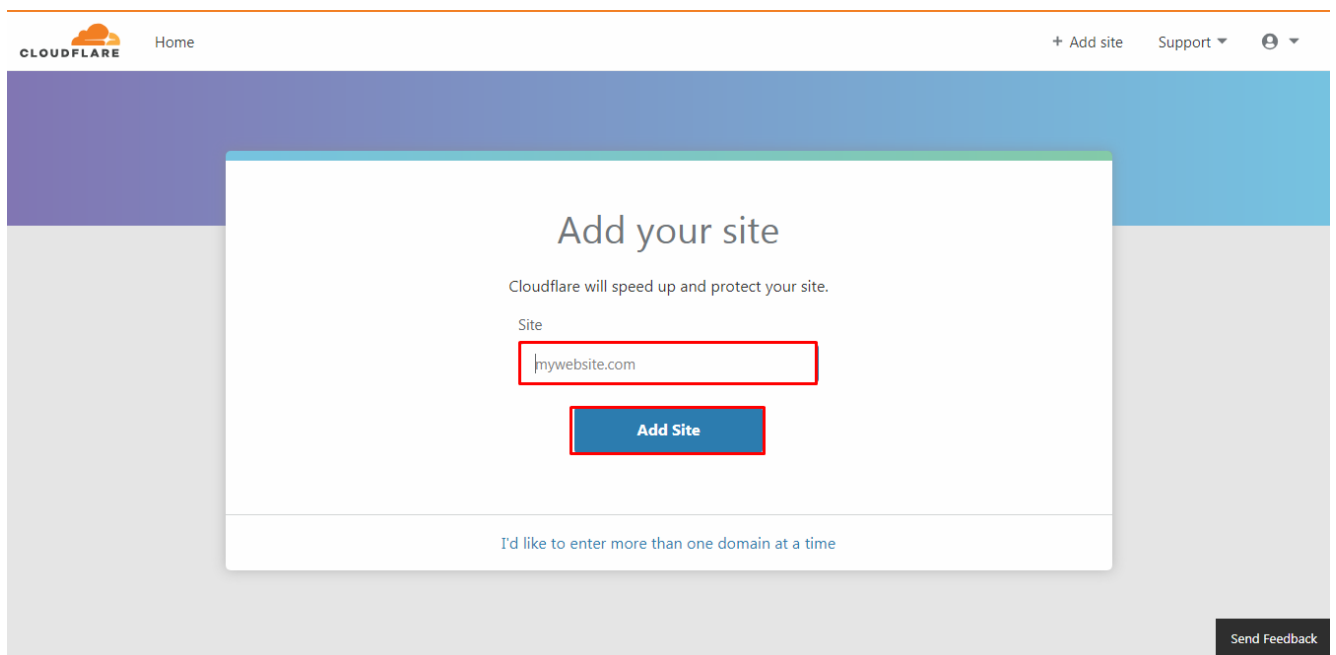 CLOUDFLARE
Home
+ Add site
Support
Add your site
Cloudflare will speed up and protect your site.
Site
mywebsite.com
Add Site
I'd like to enter more than one domain at a time
Send Feedback